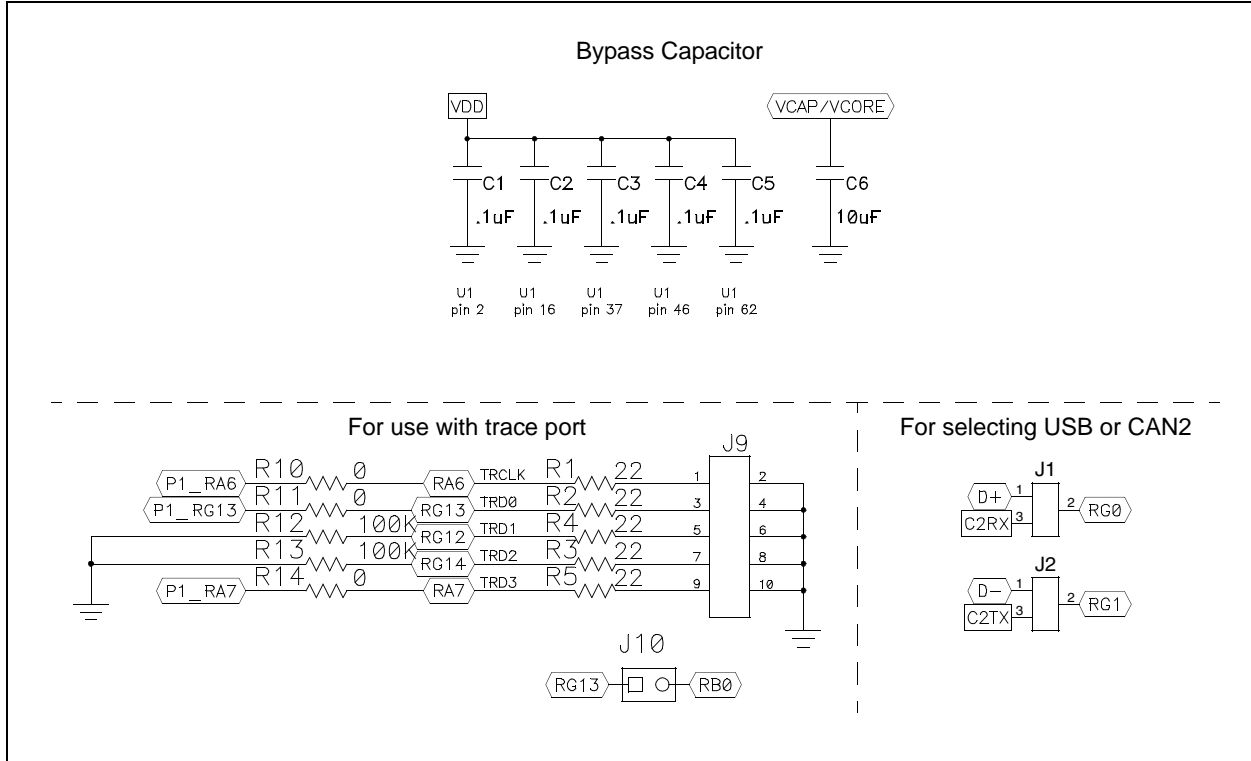 Bypass Capacitor
VDD VCAP/VCORE
C1 C2 C3 C4 C5 C6
.1uF .1uF .1uF .1uF .1uF 10uF
U1 U1 U1 U1 U1
pin 2 pin 16 pin 37 pin 46 pin 62
For use with trace port
J9
P1_RA6 R10 0 RA6 TRCLK R1 22 1 2
P1_RG13 R11 0 RG13 TRD0 R2 22 3 4
R12 100K RG12 TRD1 R4 22 5 6
R13 100K RG14 TRD2 R3 22 7 8
P1_RA7 R14 0 RA7 TRD3 R5 22 9 10
J10
RG13 RB0
For selecting USB or CAN2
J1
D+ 1
2 RG0
C2RX 3
J2
D- 1
2 RG1
C2TX 3